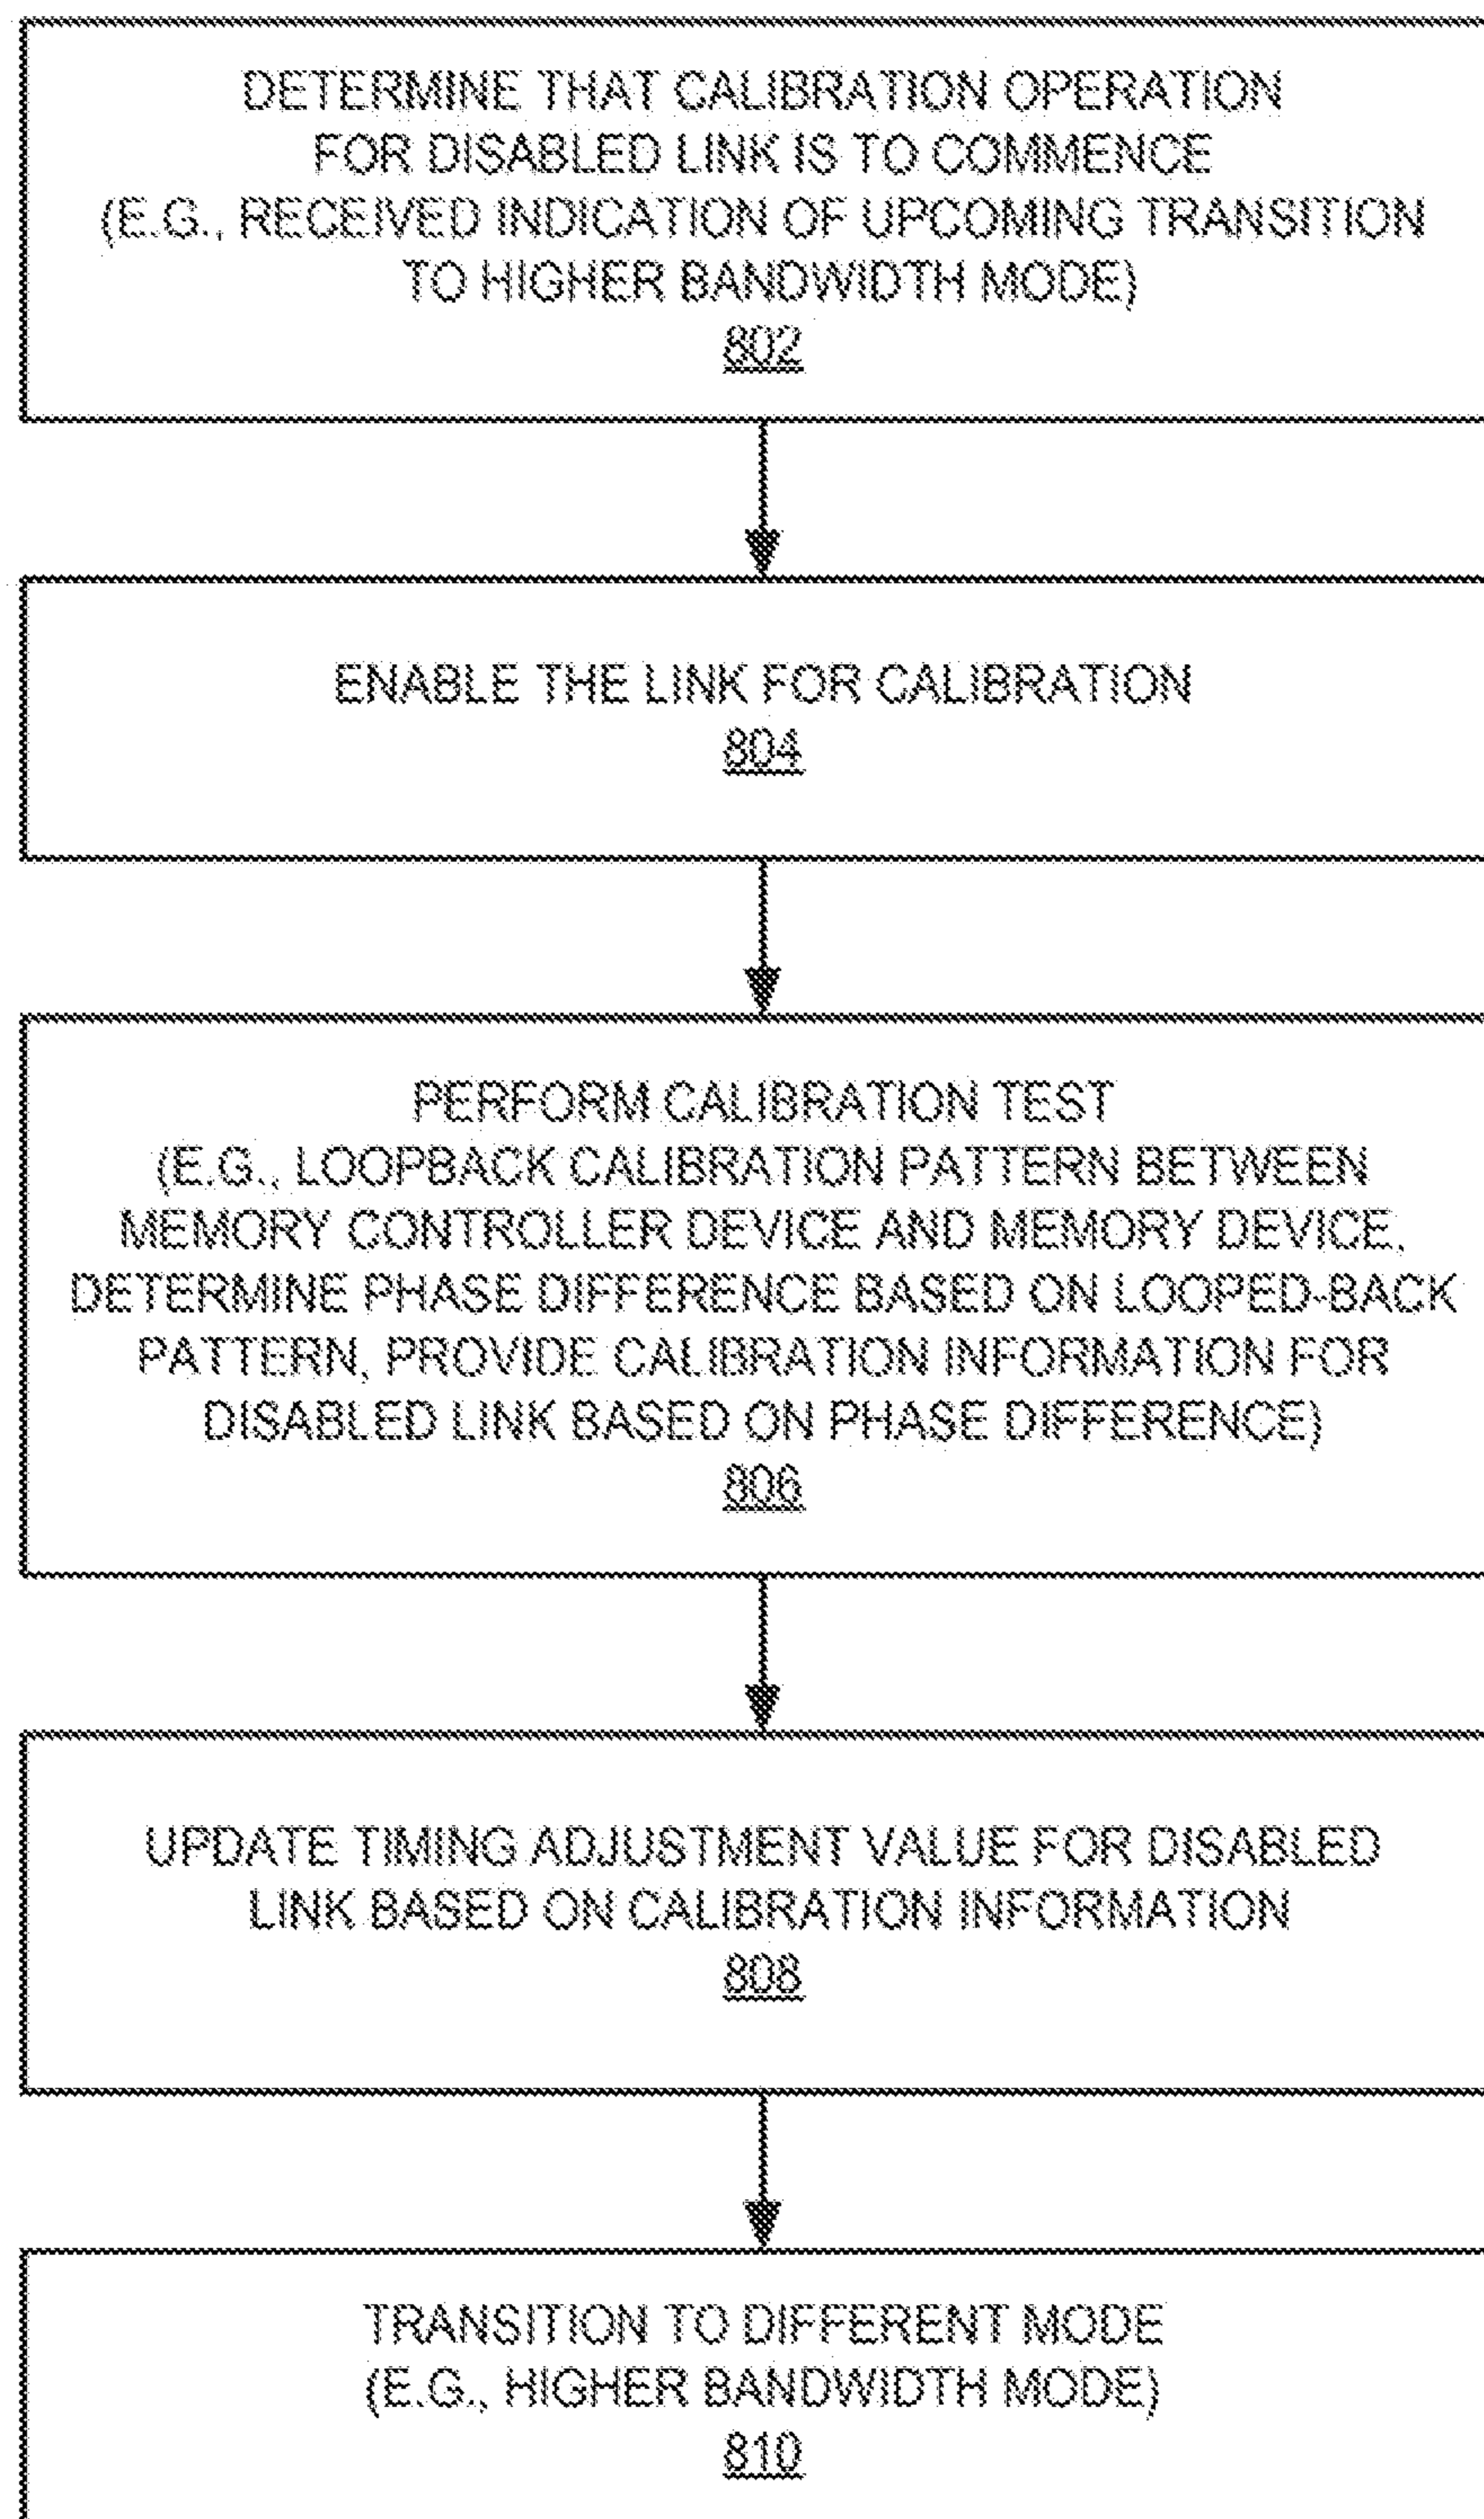 DETERMINE THAT CALIBRATION OPERATION
FOR DISABLED LINK IS TO COMMENCE
(E.G., RECEIVED INDICATION OF UPCOMING TRANSITION
TO HIGHER BANDWIDTH MODE)
802
ENABLE THE LINK FOR CALIBRATION
804
PERFORM CALIBRATION TEST
(E.G., LOOPBACK CALIBRATION PATTERN BETWEEN
MEMORY CONTROLLER DEVICE AND MEMORY DEVICE,
DETERMINE PHASE DIFFERENCE BASED ON LOOPED-BACK
PATTERN, PROVIDE CALIBRATION INFORMATION FOR
DISABLED LINK BASED ON PHASE DIFFERENCE)
806
UPDATE TIMING ADJUSTMENT VALUE FOR DISABLED
LINK BASED ON CALIBRATION INFORMATION
808
TRANSITION TO DIFFERENT MODE
(E.G., HIGHER BANDWIDTH MODE)
810